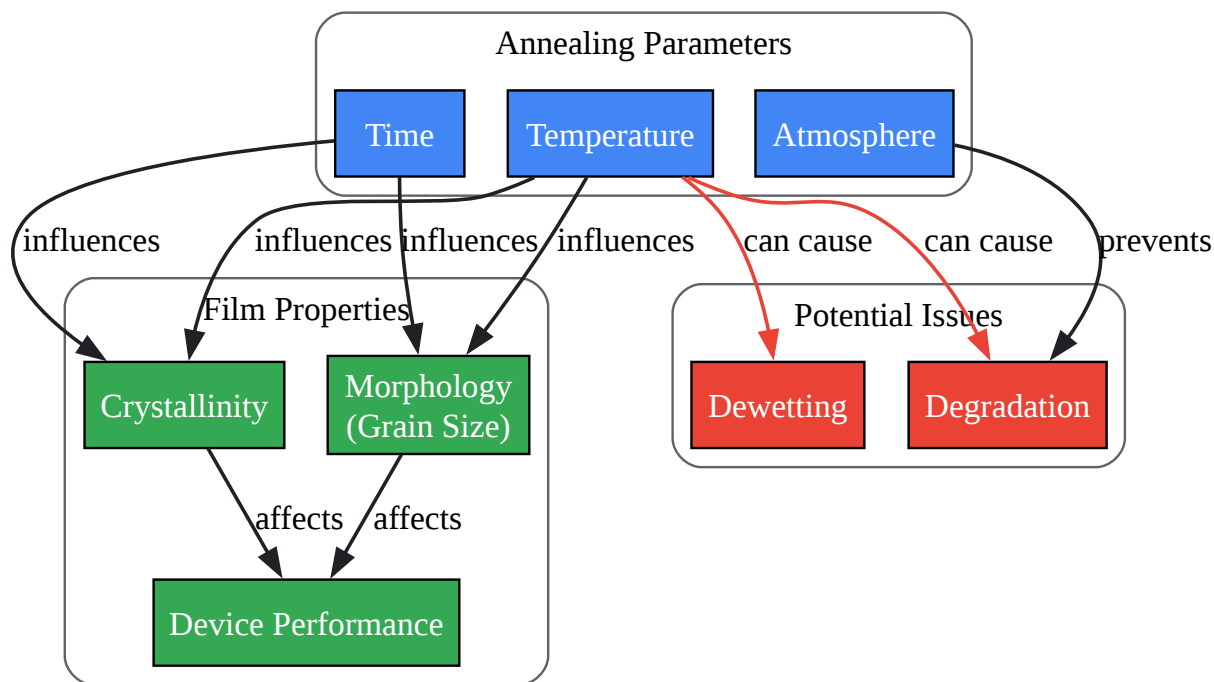 Annealing Parameters
Time
Temperature
Atmosphere
influences
influences
influences
influences
can cause
can cause
prevents
Film Properties
Potential Issues
Crystallinity
Morphology
(Grain Size)
Dewetting
Degradation
affects
affects
Device Performance